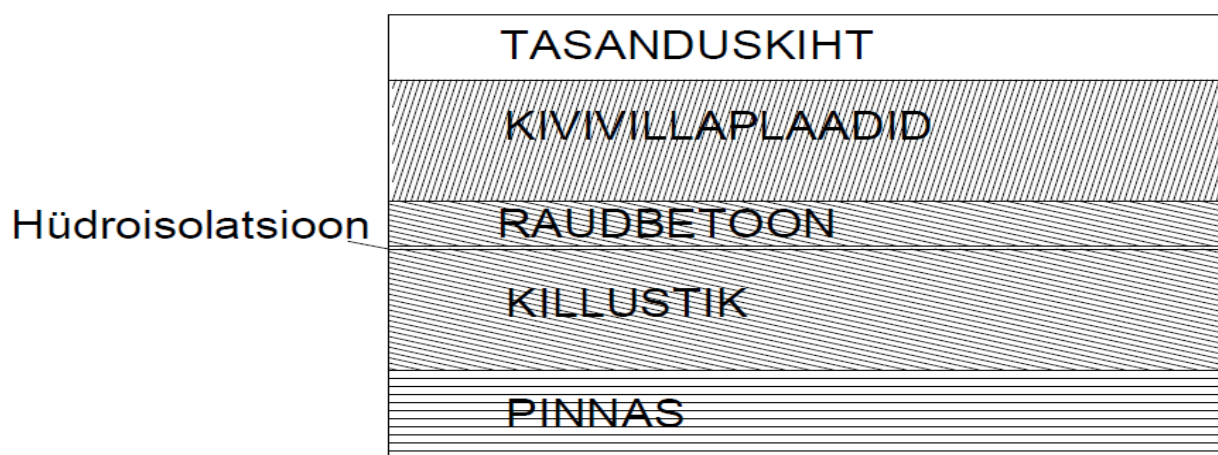 TASANDUSKIHT
KIVIVILLAPLAADID
Hüdroisolatsioon
RAUDBETOON
KILLUSTIK
PINNAS